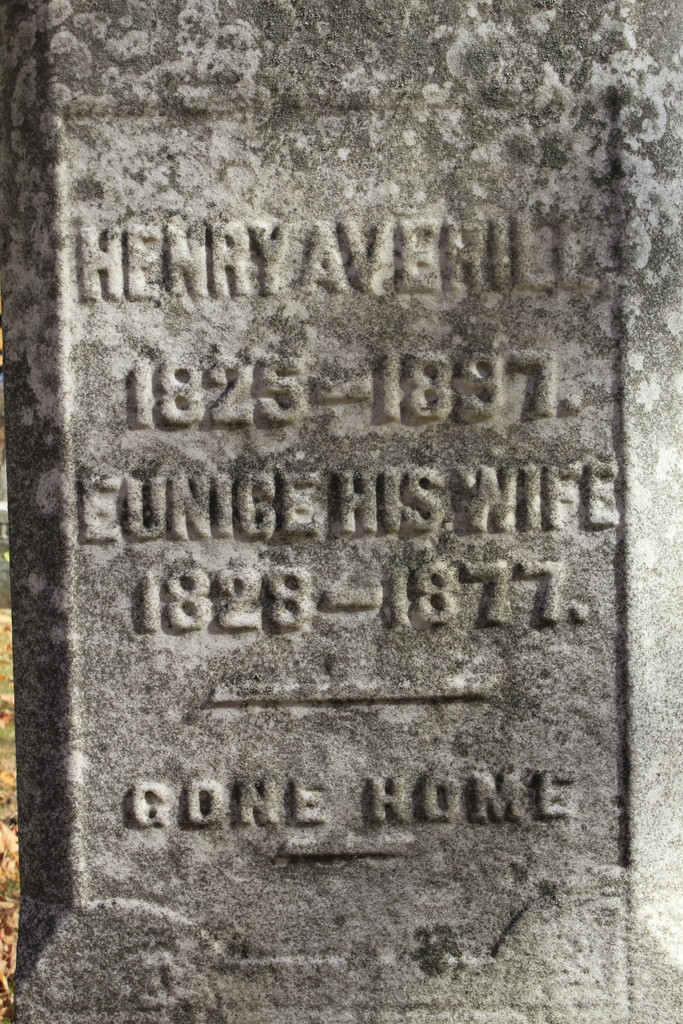 HENRY AVERILL
1825–1897.
EUNICE HIS WIFE
1828–1877.
GONE HOME